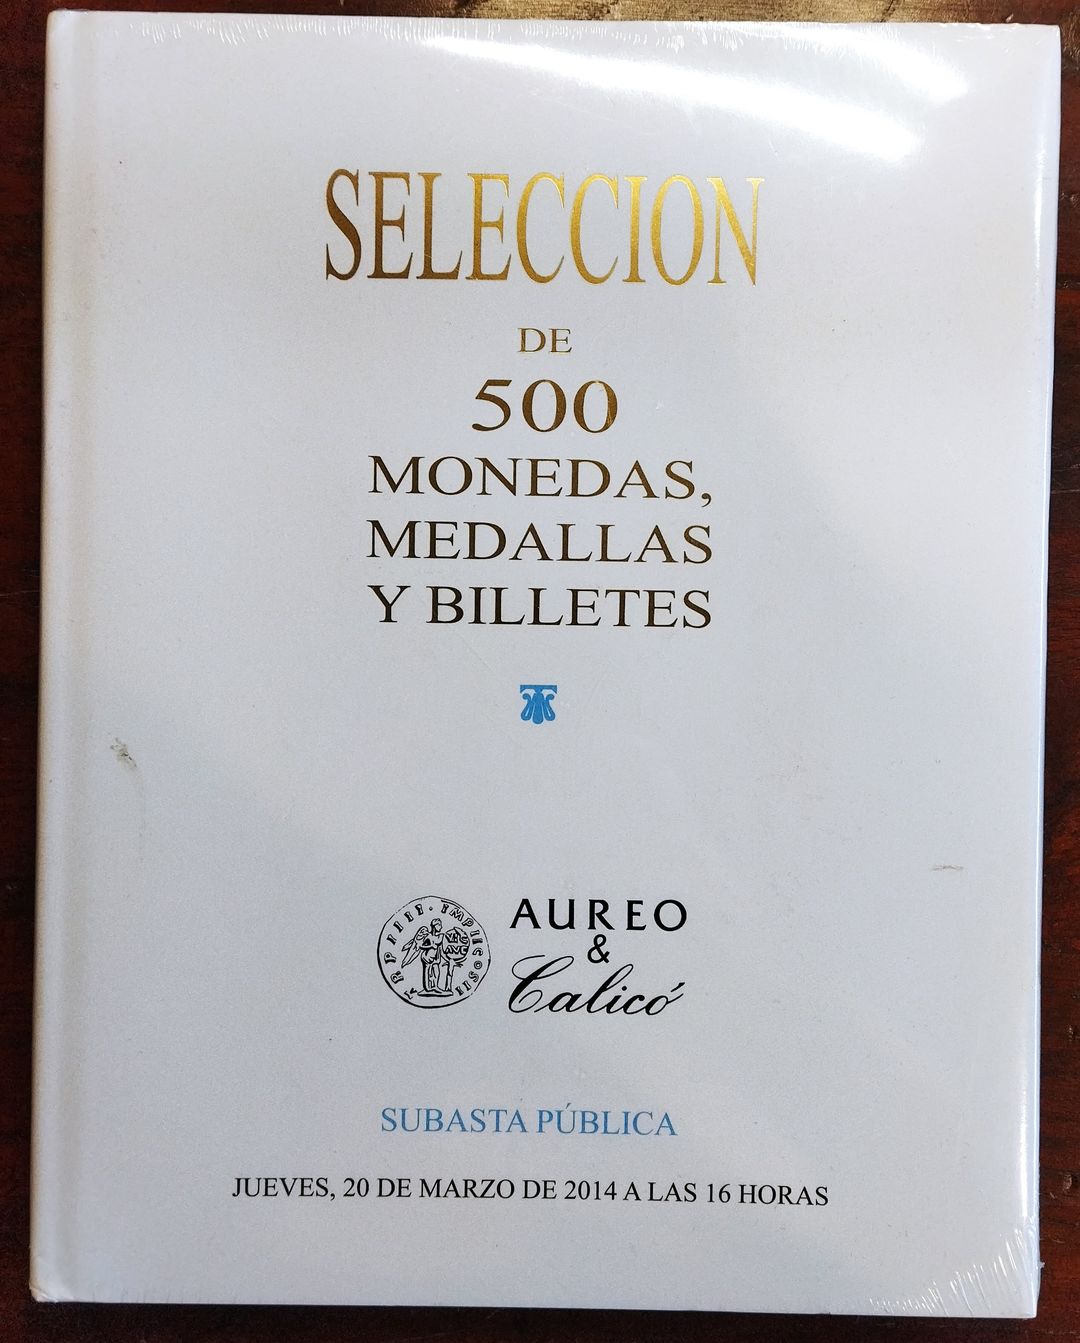 SELECCION
DE
500
MONEDAS,
MEDALLAS
Y BILLETES
AUREO
&
Calicó
SUBASTA PÚBLICA
JUEVES, 20 DE MARZO DE 2014 A LAS 16 HORAS